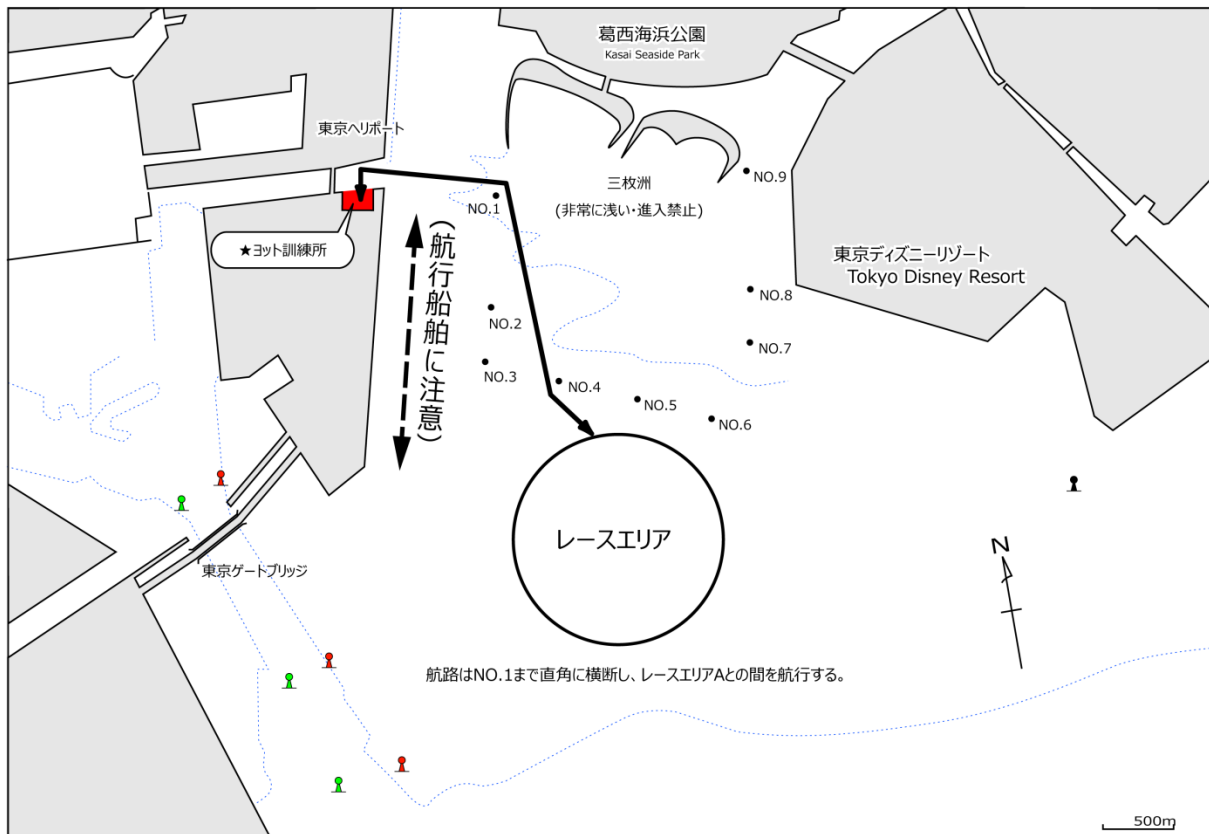 葛西海浜公園
Kasai Seaside Park
東京ヘリポート
NO.9
三枚洲
(非常に浅い・進入禁止)
NO.1
★ヨット訓練所
(航行船舶に注意)
東京ディズニーリゾート
Tokyo Disney Resort
NO.8
NO.2
NO.7
NO.3
NO.4
NO.5
NO.6
レースエリア
N
東京ゲートブリッジ
航路はNO.1まで直角に横断し、レースエリアAとの間を航行する。
500m